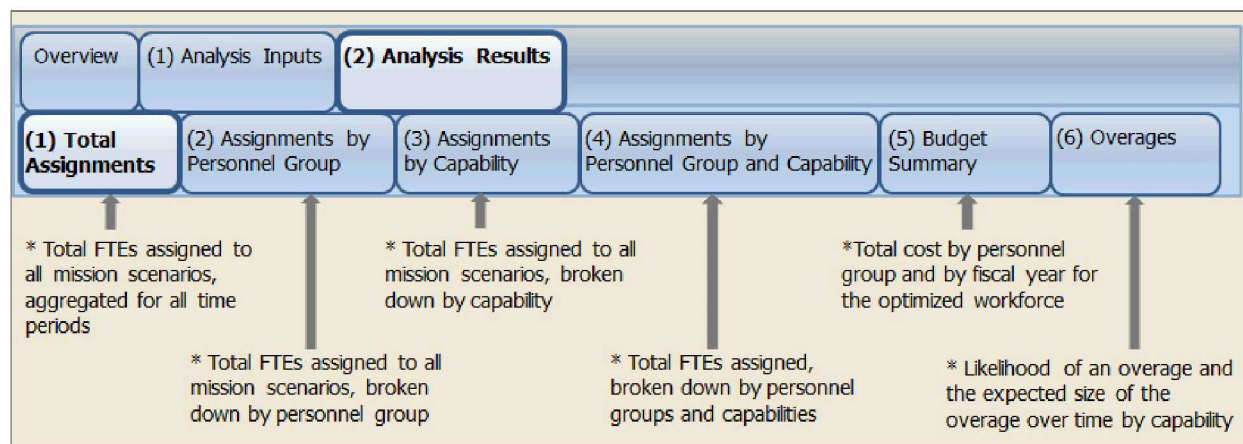 Overview
(1) Analysis Inputs
(2) Analysis Results
(1) Total
Assignments
(2) Assignments by
Personnel Group
(3) Assignments
by Capability
(4) Assignments by
Personnel Group and Capability
(5) Budget
Summary
(6) Overages
* Total FTEs assigned to
all mission scenarios,
aggregated for all time
periods
* Total FTEs assigned to all
mission scenarios, broken
down by personnel group
* Total FTEs assigned to all
mission scenarios, broken
down by capability
* Total FTEs assigned,
broken down by personnel
groups and capabilities
*Total cost by personnel
group and by fiscal year for
the optimized workforce
* Likelihood of an overage and
the expected size of the
overage over time by capability